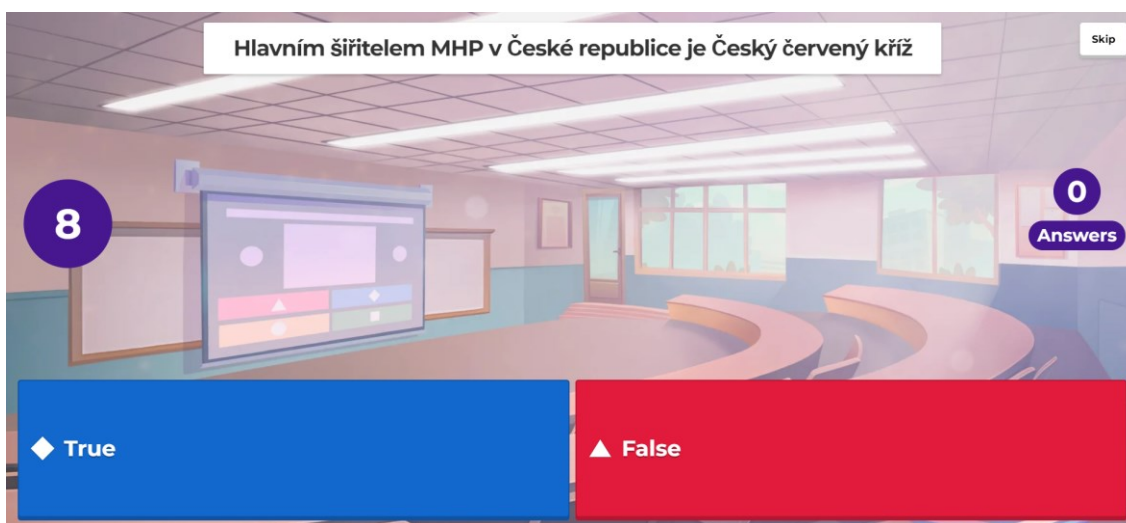 Hlavním šiřitelem MHP v České republice je Český červený kříž
Skip
8
0
Answers
True
False